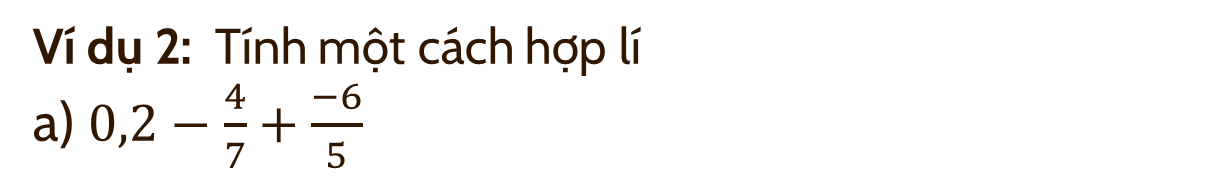 Ví dụ 2: Tính một cách hợp lí
a) 0,2 − 4/7 + −6/5